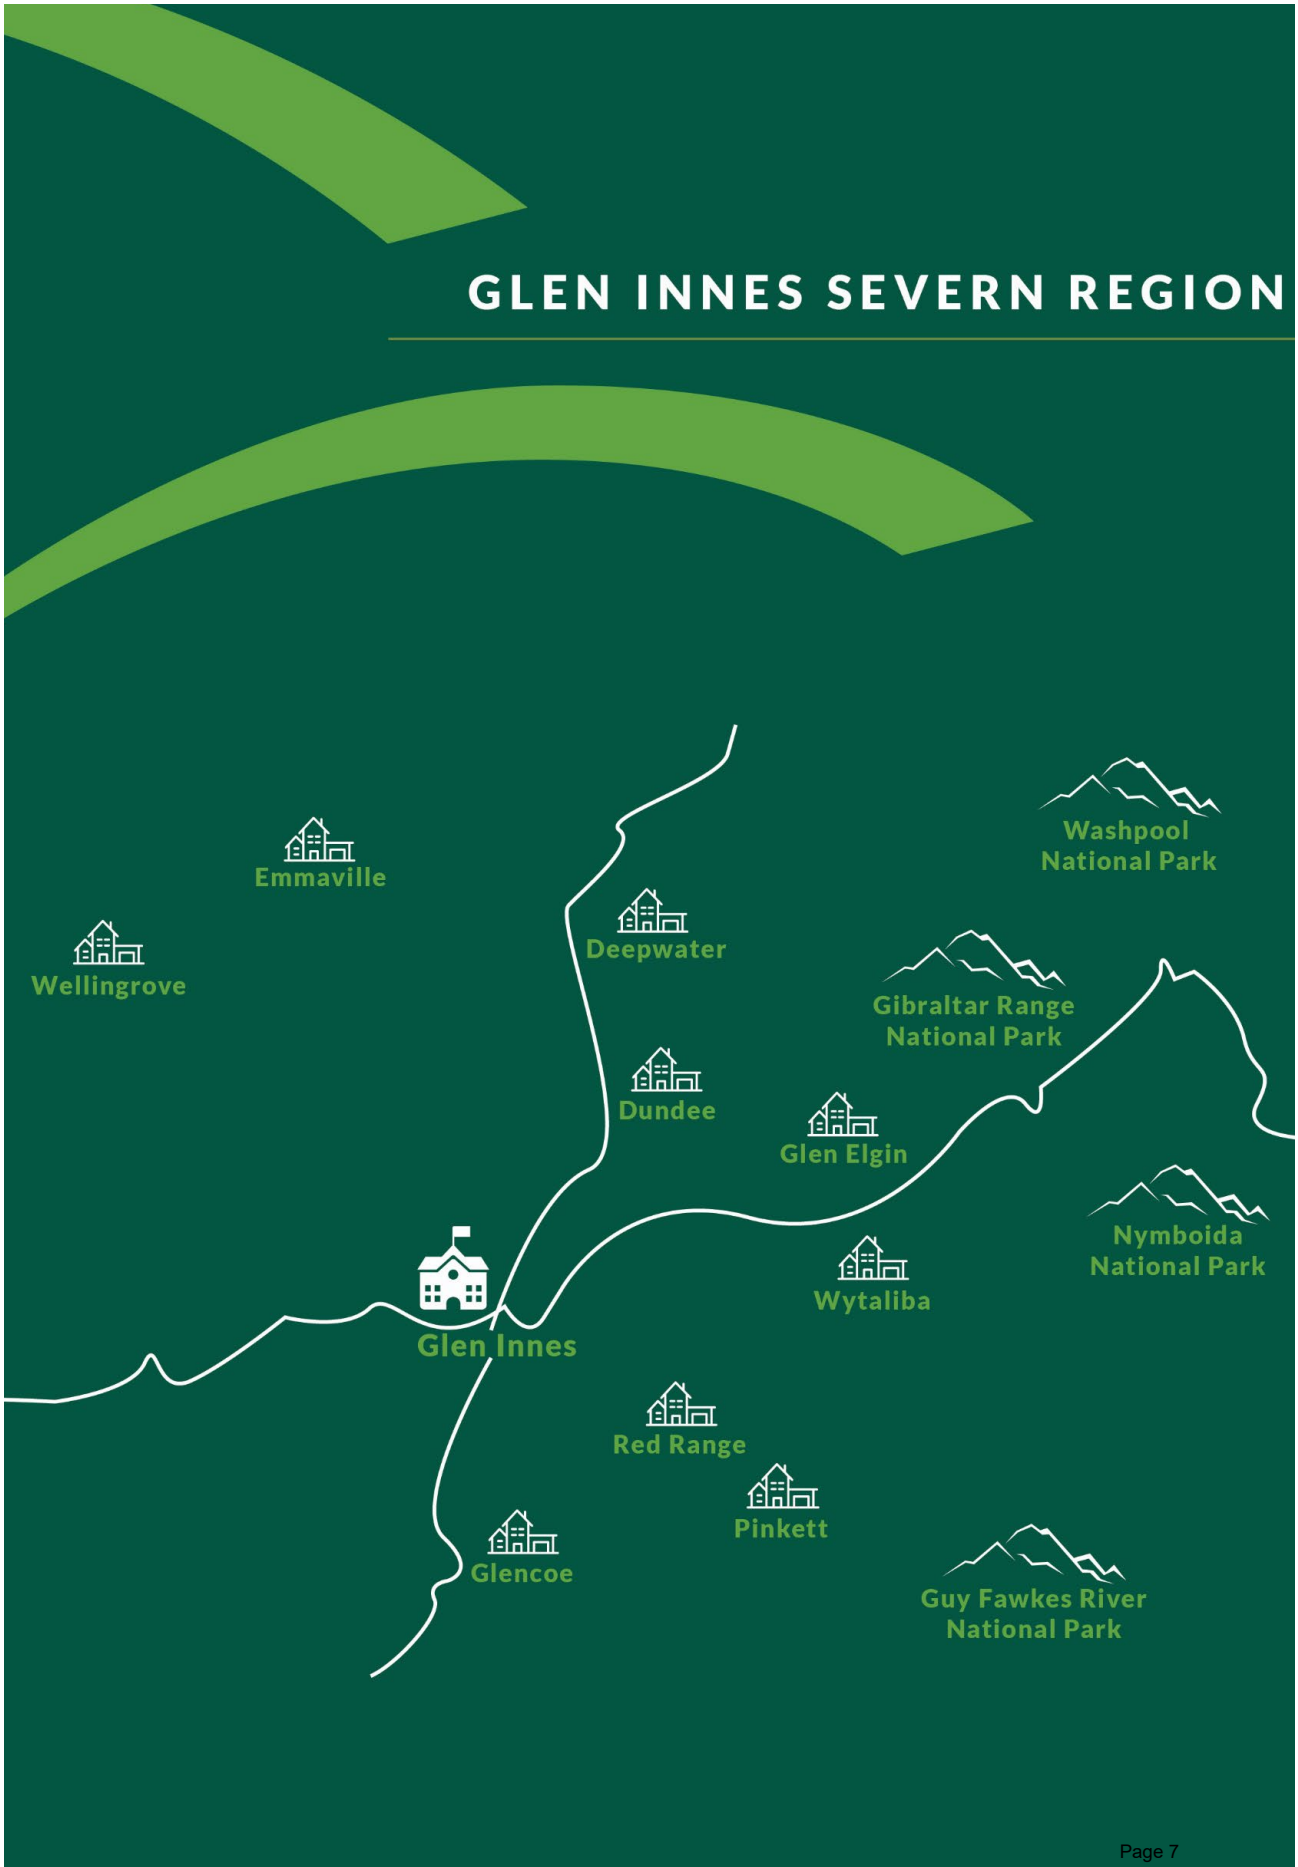 GLEN INNES SEVERN REGION
Washpool
National Park
Emmaville
Deepwater
Wellingrove
Gibraltar Range
National Park
Dundee
Glen Elgin
Nymboida
National Park
Wytaliba
Glen Innes
Red Range
Pinkett
Glencoe
Guy Fawkes River
National Park
Page 7